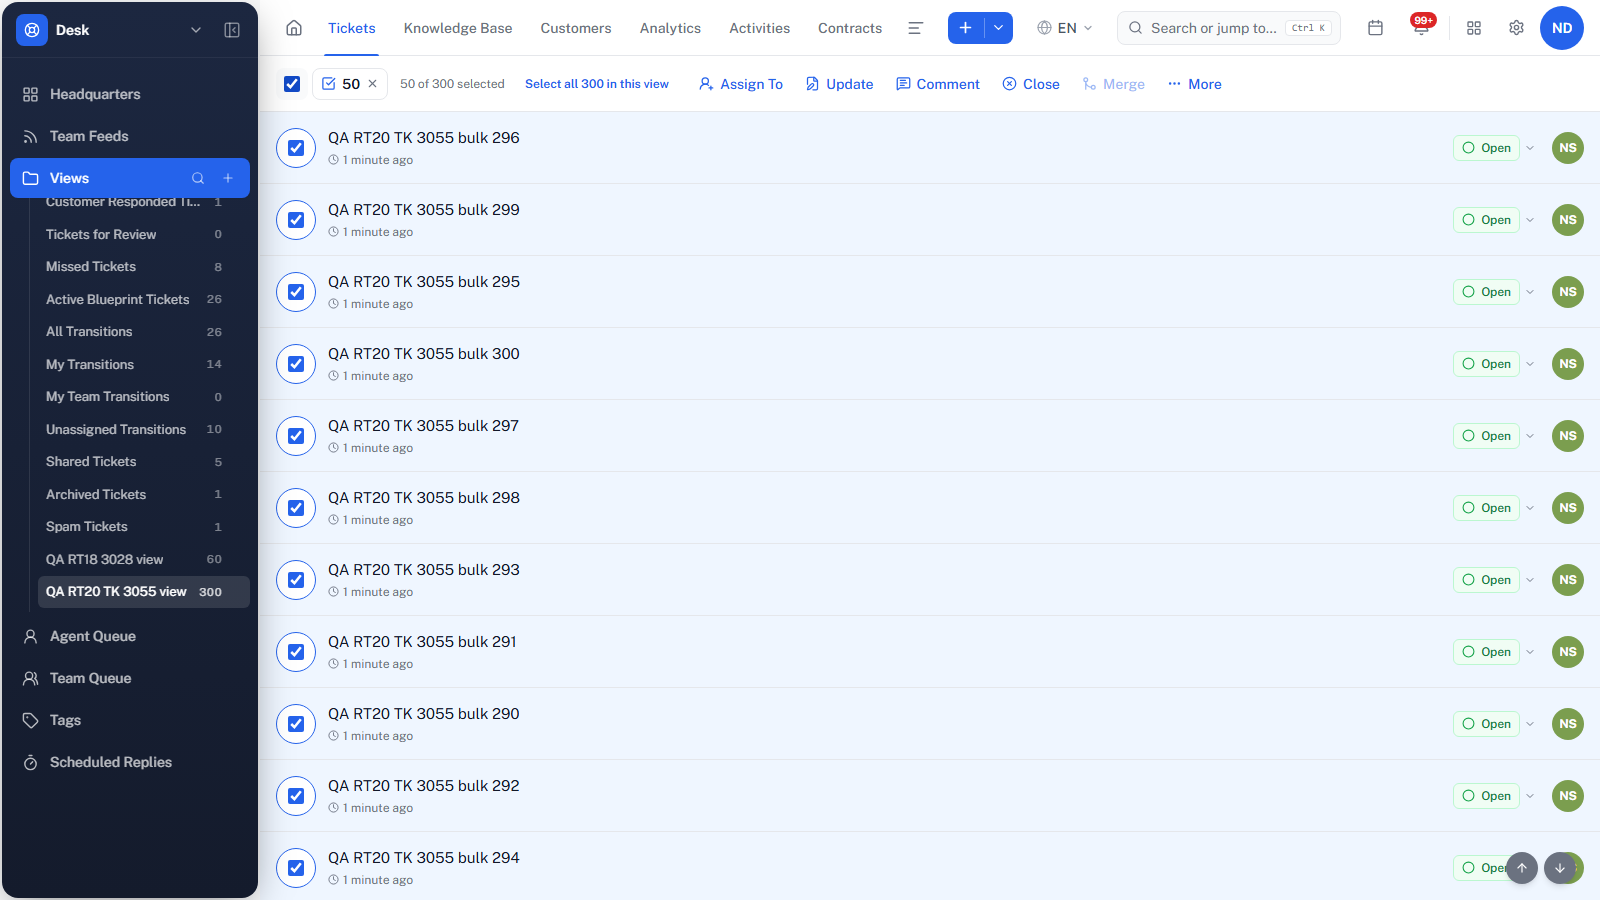 Desk
Tickets
Knowledge Base
Customers
Analytics
Activities
Contracts
EN
Search or jump to...
Ctrl K
99+
ND
Headquarters
Team Feeds
Views
Customer Responded Ti... 1
Tickets for Review 0
Missed Tickets 8
Active Blueprint Tickets 26
All Transitions 26
My Transitions 14
My Team Transitions 0
Unassigned Transitions 10
Shared Tickets 5
Archived Tickets 1
Spam Tickets 1
QA RT18 3028 view 60
QA RT20 TK 3055 view 300
Agent Queue
Team Queue
Tags
Scheduled Replies
50
50 of 300 selected
Select all 300 in this view
Assign To
Update
Comment
Close
Merge
More
QA RT20 TK 3055 bulk 296
1 minute ago
Open
NS
QA RT20 TK 3055 bulk 299
1 minute ago
Open
NS
QA RT20 TK 3055 bulk 295
1 minute ago
Open
NS
QA RT20 TK 3055 bulk 300
1 minute ago
Open
NS
QA RT20 TK 3055 bulk 297
1 minute ago
Open
NS
QA RT20 TK 3055 bulk 298
1 minute ago
Open
NS
QA RT20 TK 3055 bulk 293
1 minute ago
Open
NS
QA RT20 TK 3055 bulk 291
1 minute ago
Open
NS
QA RT20 TK 3055 bulk 290
1 minute ago
Open
NS
QA RT20 TK 3055 bulk 292
1 minute ago
Open
NS
QA RT20 TK 3055 bulk 294
1 minute ago
Open